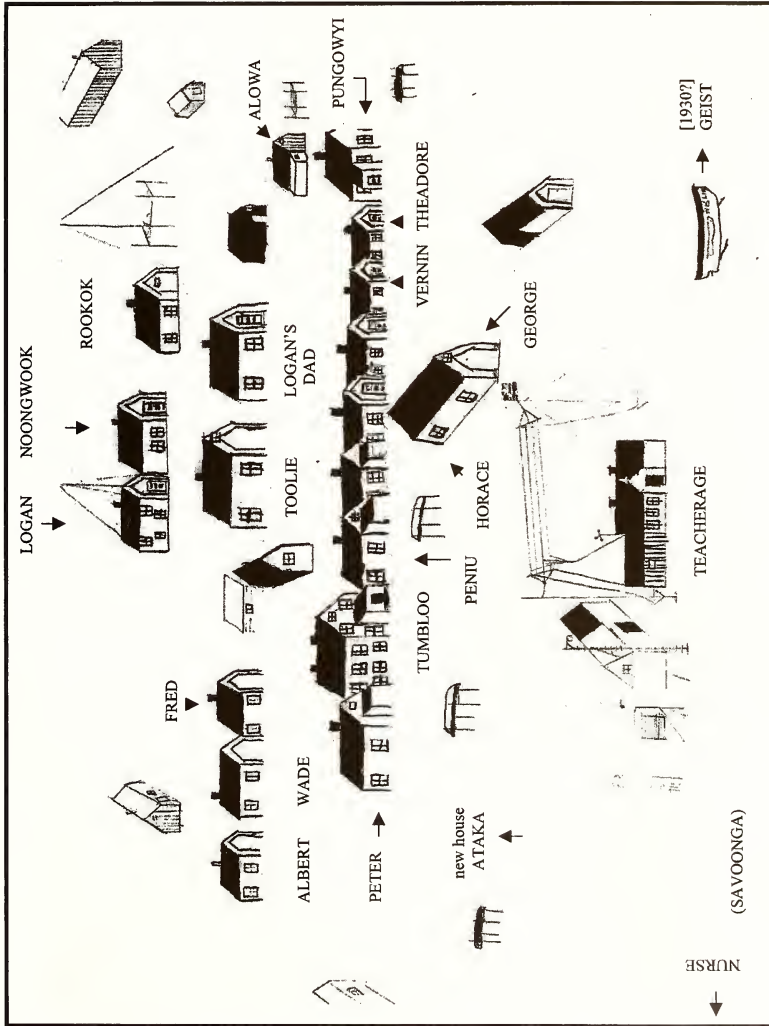 LOGAN
NOONGWOOK
ROOKOK
FRED
ALOWA
ALBERT
WADE
TOOLIE
LOGAN'S
DAD
PUNGOWYI
PETER
TUMBLOO
VERNIN
THEADORE
new house
ATAKA
PENIU
HORACE
GEORGE
TEACHERAGE
[1930?]
GEIST
NURSE
(SAVOONGA)